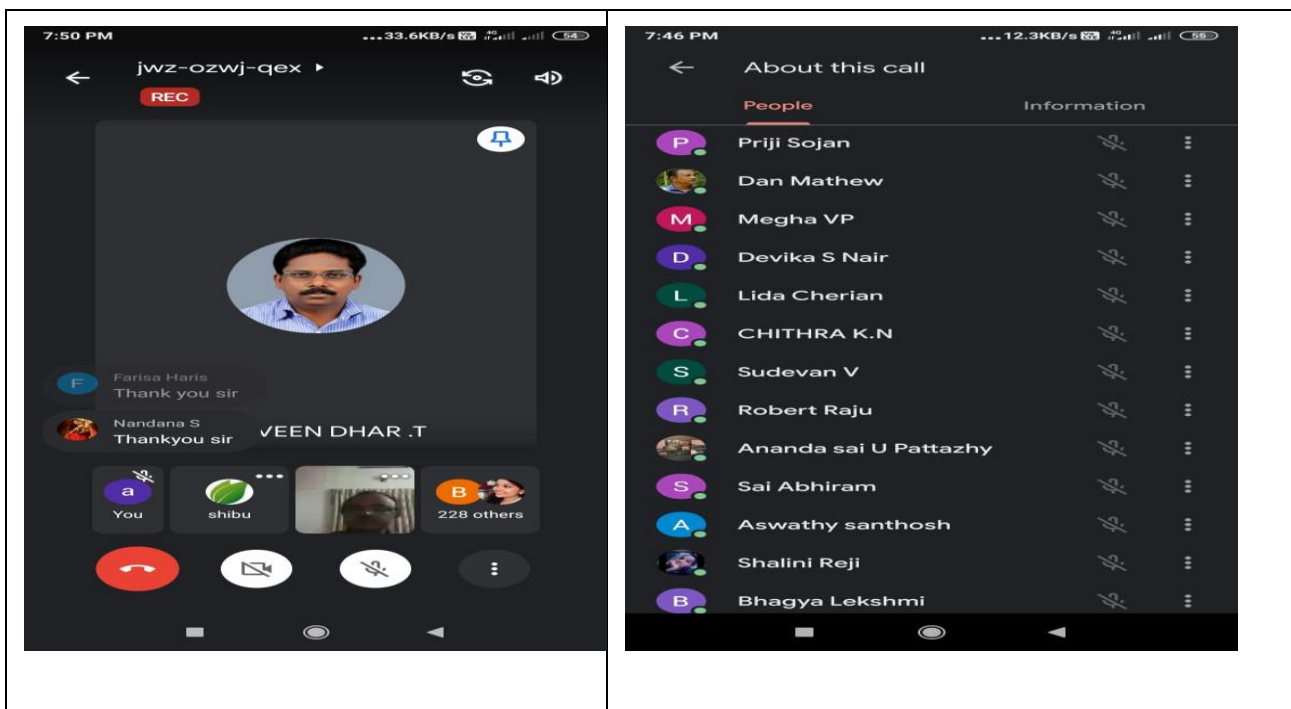 7:50 PM
...33.6KB/s 4G 54
jwz-ozwj-qex
REC
F
Farisa Haris
Thank you sir
Nandana S
Thankyou sir
VEEN DHAR .T
a
You
shibu
B
228 others
7:46 PM
...12.3KB/s 4G 55
About this call
People Information
P Priji Sojan
Dan Mathew
M Megha VP
D Devika S Nair
L Lida Cherian
C CHITHRA K.N
S Sudevan V
R Robert Raju
Ananda sai U Pattazhy
S Sai Abhiram
A Aswathy santhosh
Shalini Reji
B Bhagya Lekshmi